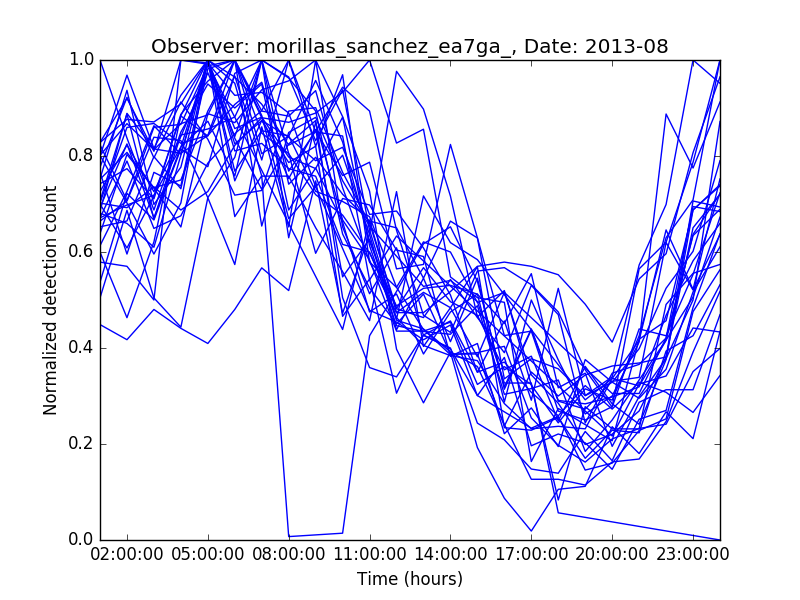 Observer: morillas_sanchez_ea7ga_, Date: 2013-08
1.0
0.8
0.6
0.4
0.2
0.0
Normalized detection count
02:00:00 05:00:00 08:00:00 11:00:00 14:00:00 17:00:00 20:00:00 23:00:00
Time (hours)